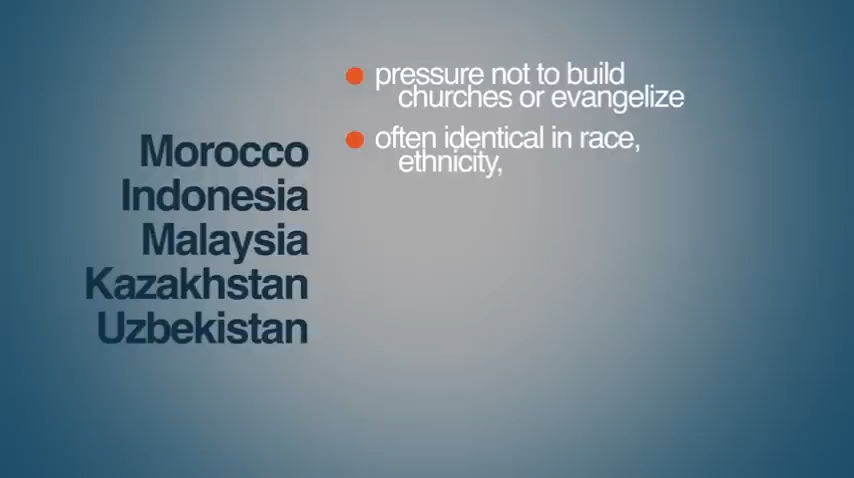 Morocco
Indonesia
Malaysia
Kazakhstan
Uzbekistan
pressure not to build
churches or evangelize
often identical in race,
ethnicity,